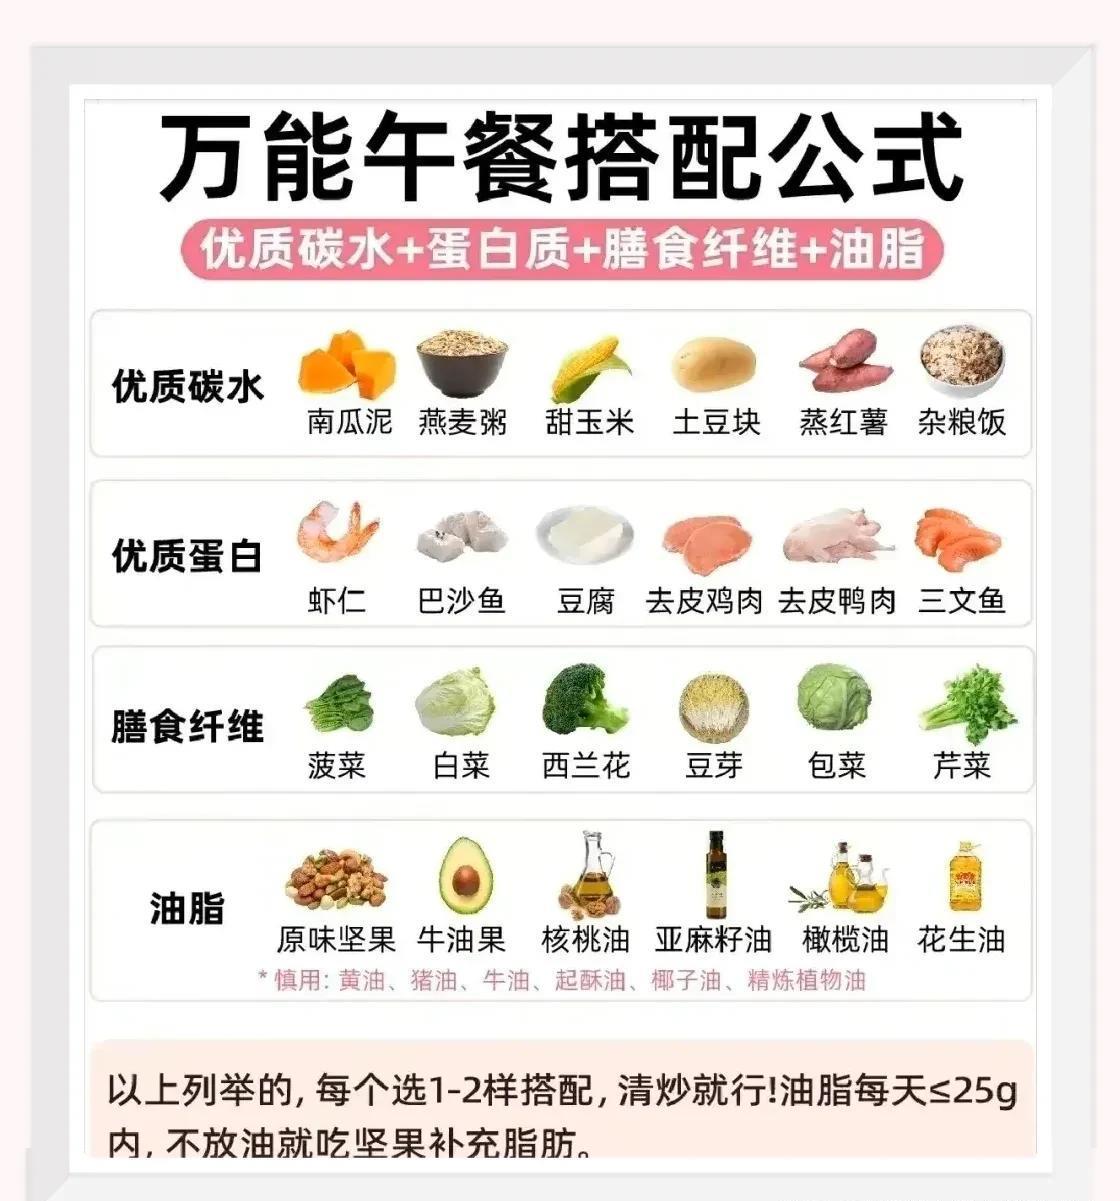 万能午餐搭配公式
优质碳水+蛋白质+膳食纤维+油脂
优质碳水
南瓜泥 燕麦粥 甜玉米 土豆块 蒸红薯 杂粮饭
优质蛋白
虾仁 巴沙鱼 豆腐 去皮鸡肉 去皮鸭肉 三文鱼
膳食纤维
菠菜 白菜 西兰花 豆芽 包菜 芹菜
油脂
原味坚果 牛油果 核桃油 亚麻籽油 橄榄油 花生油
*慎用: 黄油、猪油、牛油、起酥油、椰子油、精炼植物油
以上列举的, 每个选1-2样搭配, 清炒就行!油脂每天≤25g
内, 不放油就吃坚果补充脂肪。